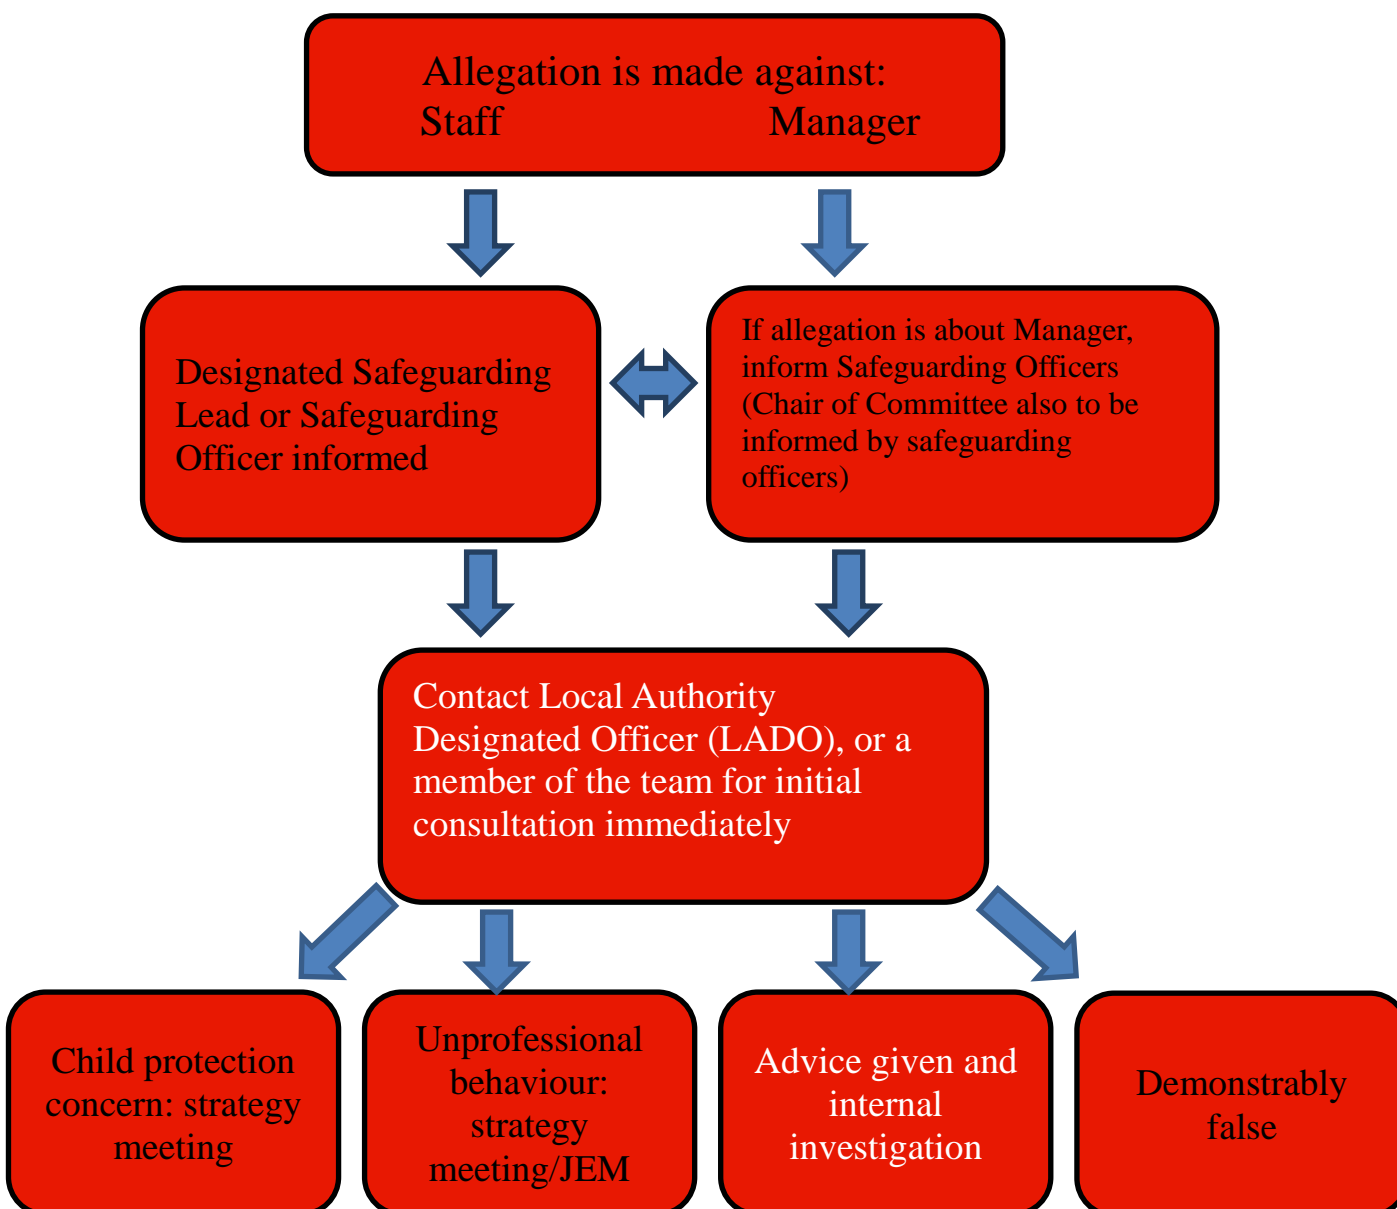 Allegation is made against:
Staff Manager
Designated Safeguarding
Lead or Safeguarding
Officer informed
If allegation is about Manager,
inform Safeguarding Officers
(Chair of Committee also to be
informed by safeguarding
officers)
Contact Local Authority
Designated Officer (LADO), or a
member of the team for initial
consultation immediately
Child protection
concern: strategy
meeting
Unprofessional
behaviour:
strategy
meeting/JEM
Advice given and
internal
investigation
Demonstrably
false